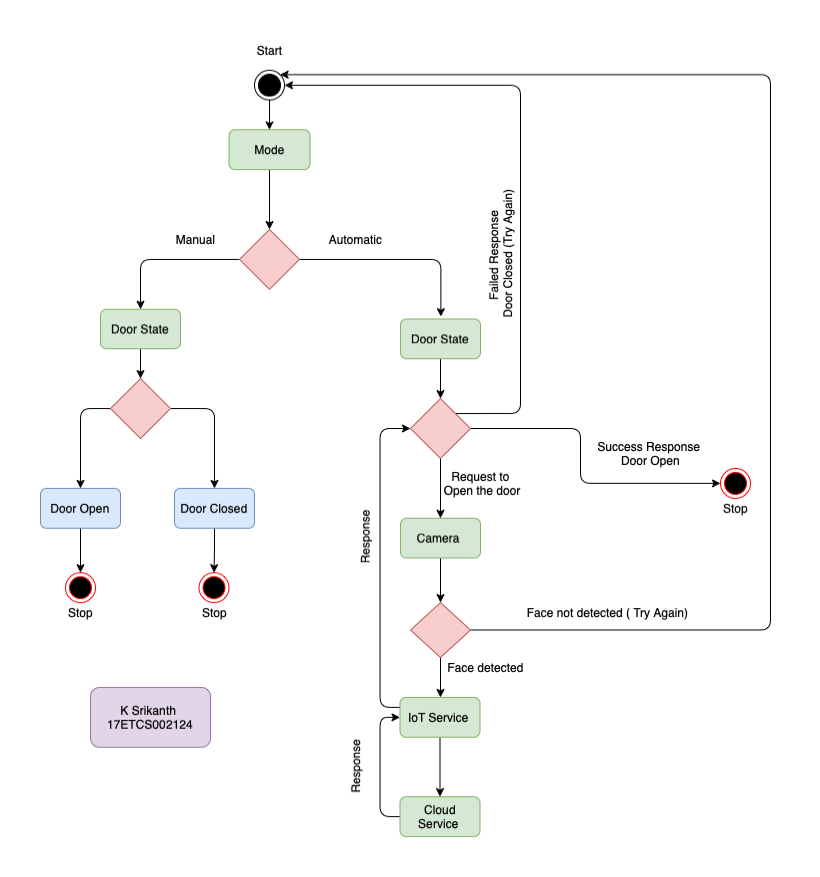 Start
Mode
Manual
Automatic
Failed Response
Door Closed (Try Again)
Door State
Door State
Success Response
Door Open
Request to
Open the door
Stop
Door Open
Door Closed
Response
Camera
Stop
Stop
Face not detected ( Try Again)
Face detected
K Srikanth
17ETCS002124
IoT Service
Response
Cloud
Service